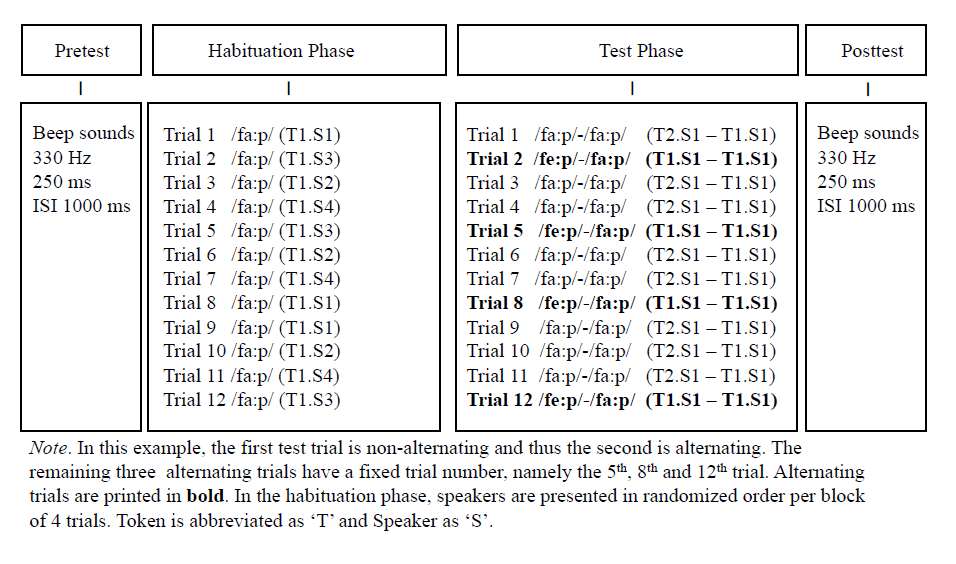 Pretest
Habituation Phase
Test Phase
Posttest
Beep sounds
330 Hz
250 ms
ISI 1000 ms
Trial 1 /fa:p/ (T1.S1)
Trial 2 /fa:p/ (T1.S3)
Trial 3 /fa:p/ (T1.S2)
Trial 4 /fa:p/ (T1.S4)
Trial 5 /fa:p/ (T1.S3)
Trial 6 /fa:p/ (T1.S2)
Trial 7 /fa:p/ (T1.S4)
Trial 8 /fa:p/ (T1.S1)
Trial 9 /fa:p/ (T1.S1)
Trial 10 /fa:p/ (T1.S2)
Trial 11 /fa:p/ (T1.S4)
Trial 12 /fa:p/ (T1.S3)
Trial 1 /fa:p/-/fa:p/ (T2.S1 – T1.S1)
Trial 2 /fe:p/-/fa:p/ (T1.S1 – T1.S1)
Trial 3 /fa:p/-/fa:p/ (T2.S1 – T1.S1)
Trial 4 /fa:p/-/fa:p/ (T2.S1 – T1.S1)
Trial 5 /fe:p/-/fa:p/ (T1.S1 – T1.S1)
Trial 6 /fa:p/-/fa:p/ (T2.S1 – T1.S1)
Trial 7 /fa:p/-/fa:p/ (T2.S1 – T1.S1)
Trial 8 /fe:p/-/fa:p/ (T1.S1 – T1.S1)
Trial 9 /fa:p/-/fa:p/ (T2.S1 – T1.S1)
Trial 10 /fa:p/-/fa:p/ (T2.S1 – T1.S1)
Trial 11 /fa:p/-/fa:p/ (T2.S1 – T1.S1)
Trial 12 /fe:p/-/fa:p/ (T1.S1 – T1.S1)
Beep sounds
330 Hz
250 ms
ISI 1000 ms
Note. In this example, the first test trial is non-alternating and thus the second is alternating. The
remaining three alternating trials have a fixed trial number, namely the 5th, 8th and 12th trial. Alternating
trials are printed in bold. In the habituation phase, speakers are presented in randomized order per block
of 4 trials. Token is abbreviated as ‘T’ and Speaker as ‘S’.